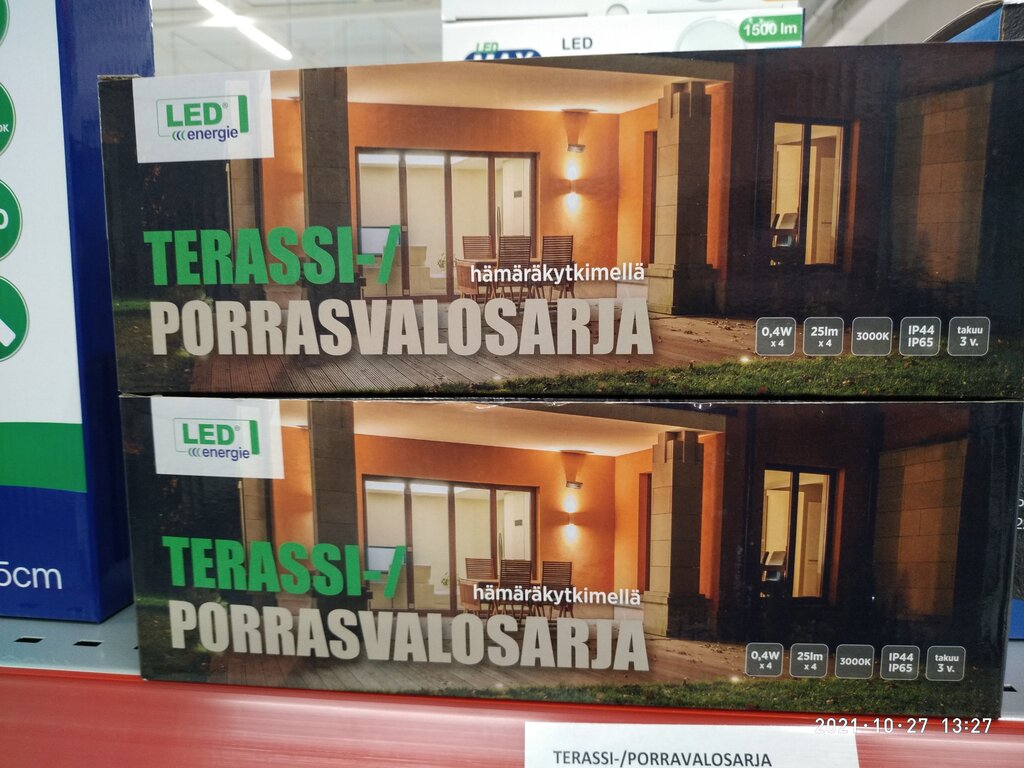 1500 lm
LED
LED
LED®
energie
TERASSI-/
hämäräkytkimellä
PORRASVALOSARJA
0,4W
x 4
25lm
x 4
3000K
IP44
IP65
takuu
3 v.
LED®
energie
TERASSI-/
hämäräkytkimellä
PORRASVALOSARJA
0,4W
x 4
25lm
x 4
3000K
IP44
IP65
takuu
3 v.
5cm
2021·10·27 13:27
TERASSI-/PORRAVALOSARJA